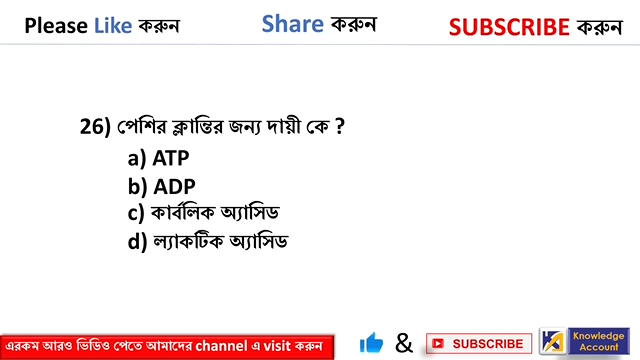 Please Like করুন
Share করুন
SUBSCRIBE করুন
26) পেশির ক্লান্তির জন্য দায়ী কে ?
a) ATP
b) ADP
c) কার্বলিক অ্যাসিড
d) ল্যাকটিক অ্যাসিড
এরকম আরও ভিডিও পেতে আমাদের channel এ visit করুন
& SUBSCRIBE
Knowledge
Account